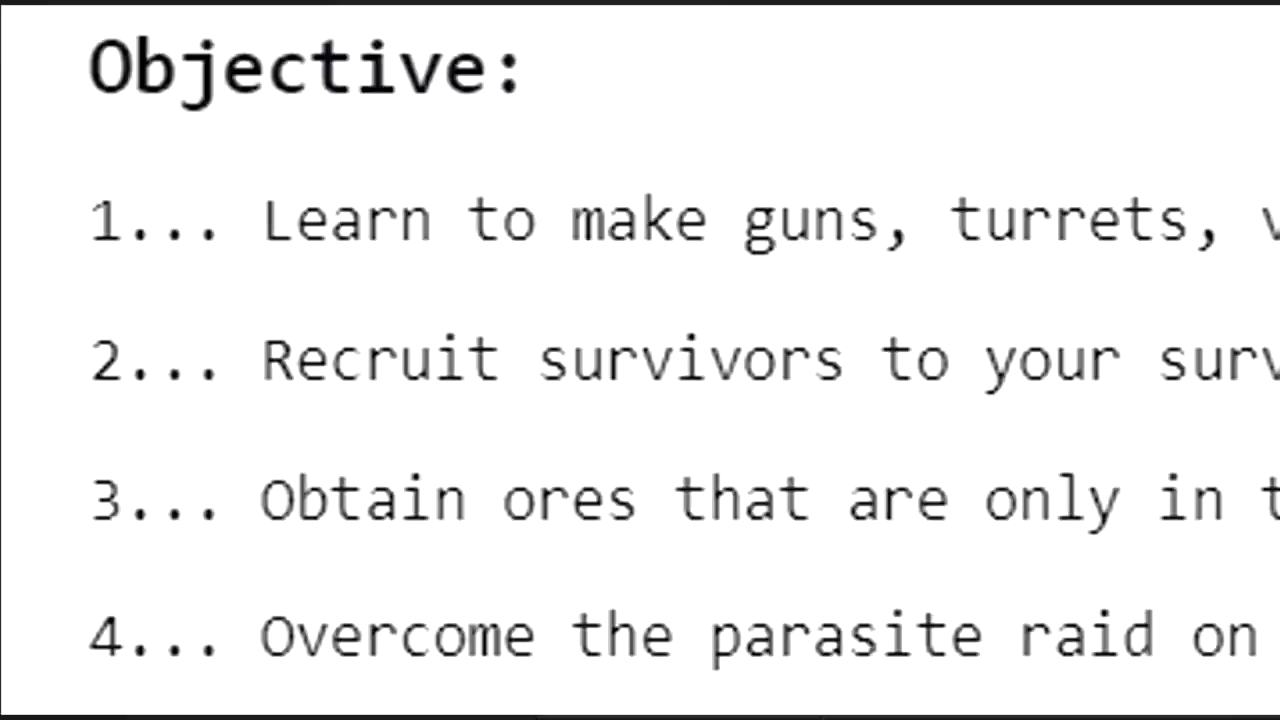 Objective:
1... Learn to make guns, turrets,
2... Recruit survivors to your
3... Obtain ores that are only in
4... Overcome the parasite raid on